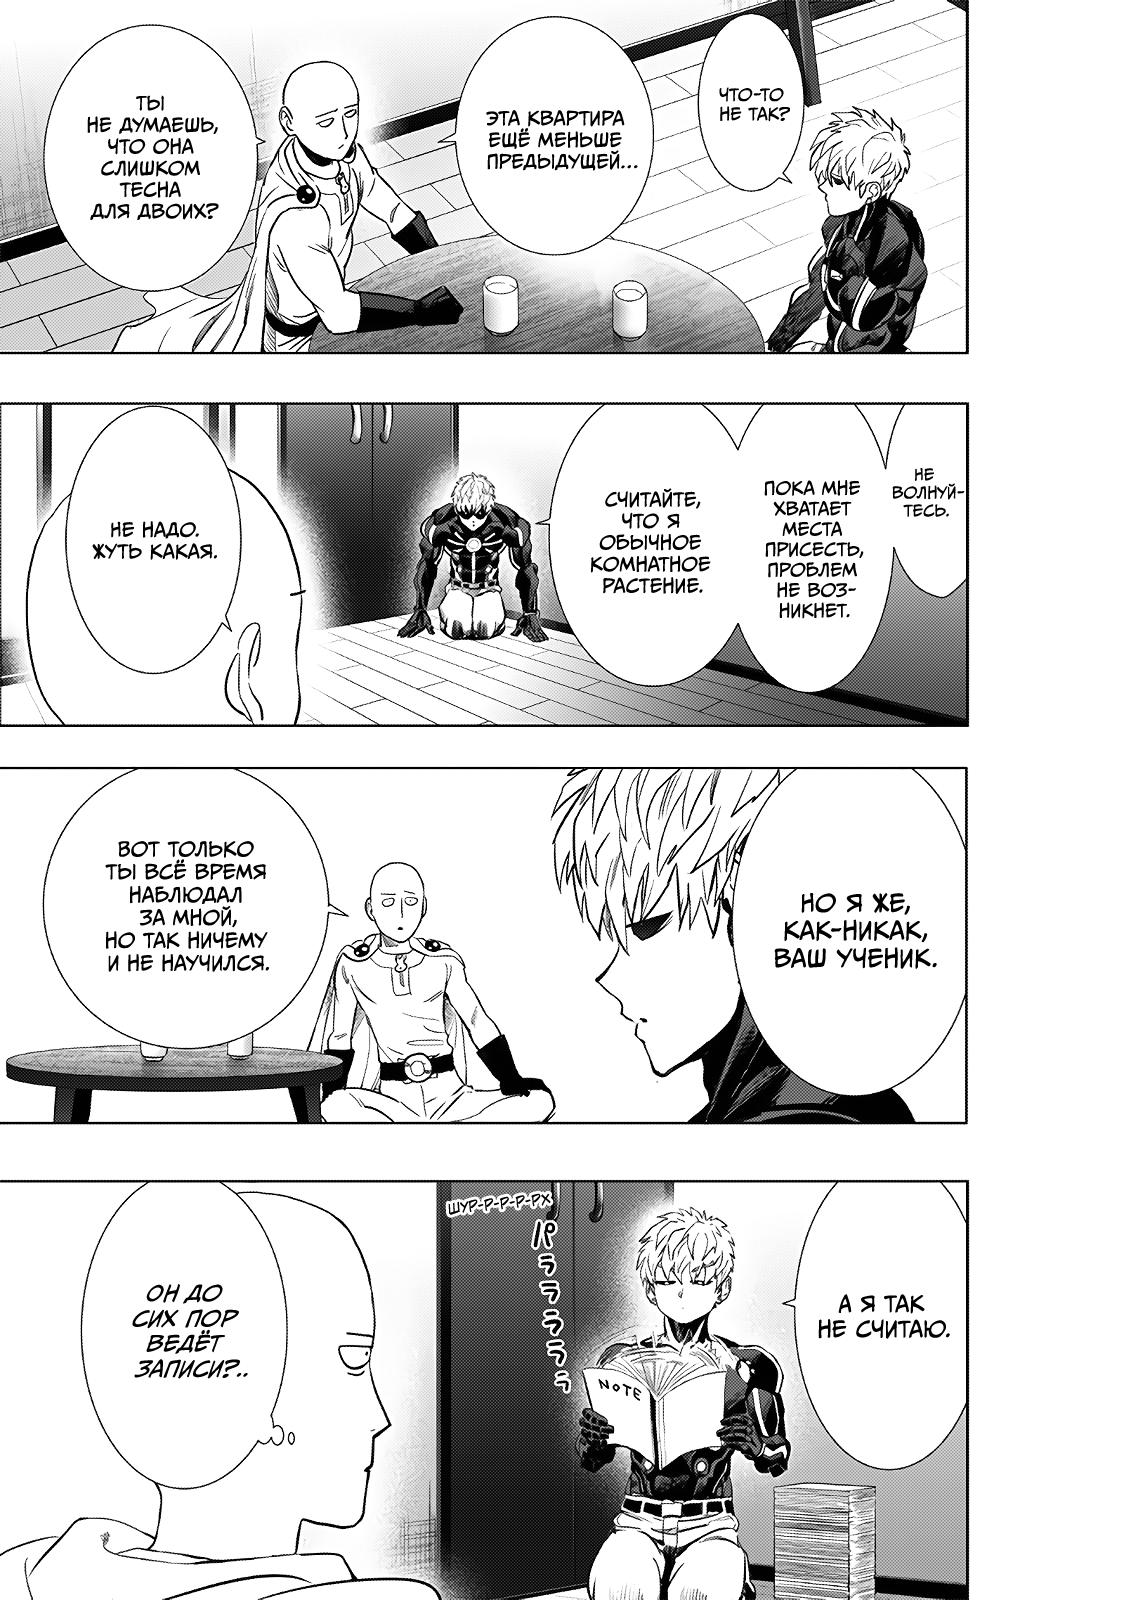 ЧТО-ТО
НЕ ТАК?
ЭТА КВАРТИРА
ЕЩЁ МЕНЬШЕ
ПРЕДЫДУЩЕЙ...
ТЫ
НЕ ДУМАЕШЬ,
ЧТО ОНА
СЛИШКОМ
ТЕСНА
ДЛЯ ДВОИХ?
НЕ
ВОЛНУЙ-
ТЕСЬ.
ПОКА МНЕ
ХВАТАЕТ
МЕСТА
ПРИСЕСТЬ,
ПРОБЛЕМ
НЕ ВОЗ-
НИКНЕТ.
СЧИТАЙТЕ,
ЧТО Я
ОБЫЧНОЕ
КОМНАТНОЕ
РАСТЕНИЕ.
НЕ НАДО.
ЖУТЬ КАКАЯ.
НО Я ЖЕ,
КАК-НИКАК,
ВАШ УЧЕНИК.
ВОТ ТОЛЬКО
ТЫ ВСЁ ВРЕМЯ
НАБЛЮДАЛ
ЗА МНОЙ,
НО ТАК НИЧЕМУ
И НЕ НАУЧИЛСЯ.
А Я ТАК
НЕ СЧИТАЮ.
ШУР-Р-Р-Р-РХ
パラララララ
NOTE
ОН ДО
СИХ ПОР
ВЕДЁТ
ЗАПИСИ?..